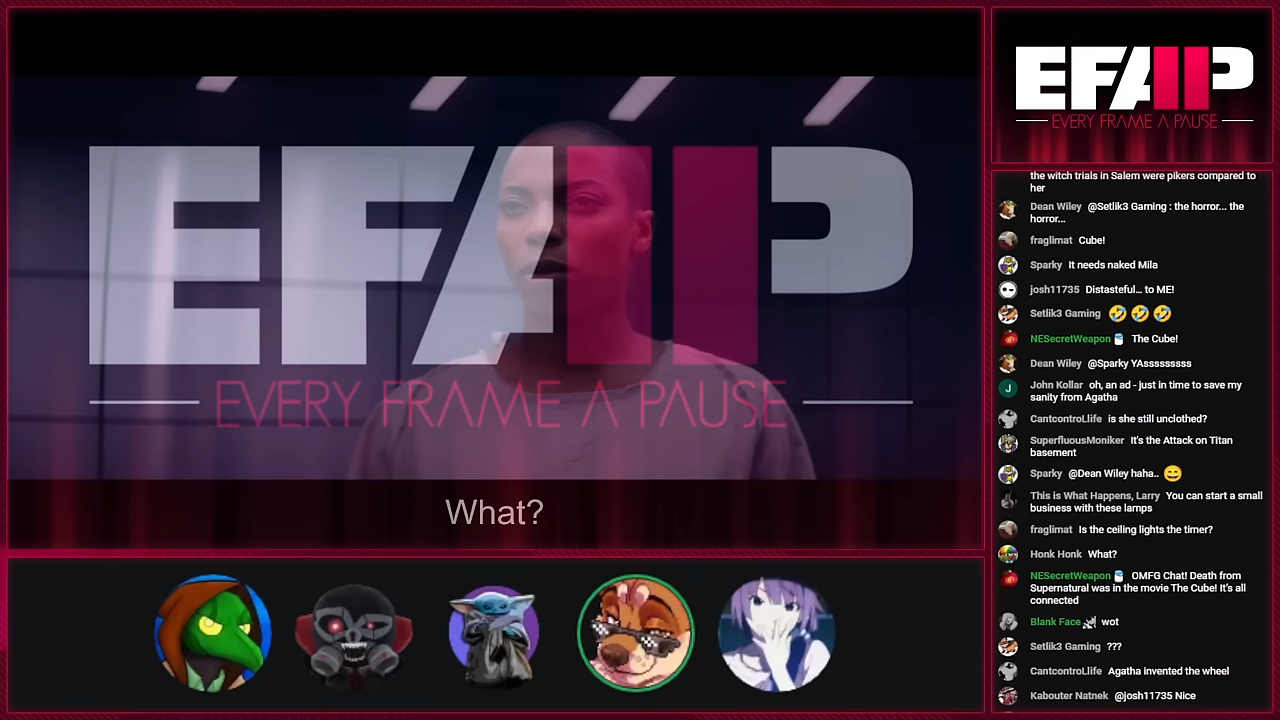 EFAP
EVERY FRAME A PAUSE
What?
EFAP
EVERY FRAME A PAUSE
the witch trials in Salem were pikers compared to
her
Dean Wiley @Setlik3 Gaming : the horror... the
horror...
fraglimat Cube!
Sparky It needs naked Mila
josh11735 Distasteful... to ME!
Setlik3 Gaming 🤣🤣🤣
NESecretWeapon The Cube!
Dean Wiley @Sparky YAsssssssss
J
John Kollar oh, an ad - just in time to save my
sanity from Agatha
CantcontroLlife is she still unclothed?
SuperfluousMoniker It's the Attack on Titan
basement
Sparky @Dean Wiley haha.. 😄
This is What Happens, Larry You can start a small
business with these lamps
fraglimat Is the ceiling lights the timer?
Honk Honk What?
NESecretWeapon OMFG Chat! Death from
Supernatural was in the movie The Cube! It's all
connected
Blank Face wot
Setlik3 Gaming ???
CantcontroLlife Agatha invented the wheel
Kabouter Natnek @josh11735 Nice